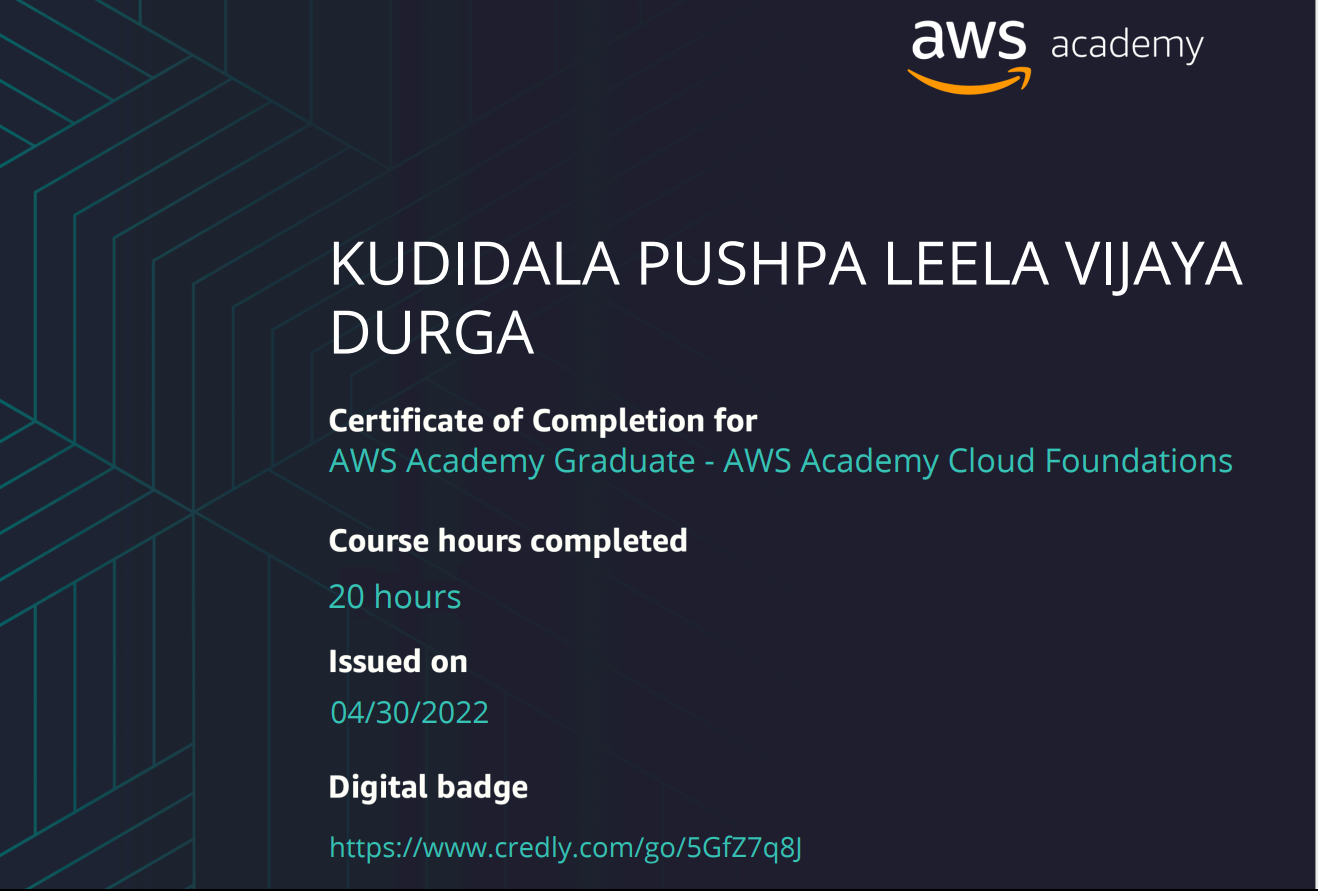 aws academy
KUDIDALA PUSHPA LEELA VIJAYA
DURGA
Certificate of Completion for
AWS Academy Graduate - AWS Academy Cloud Foundations
Course hours completed
20 hours
Issued on
04/30/2022
Digital badge
https://www.credly.com/go/5GfZ7q8J